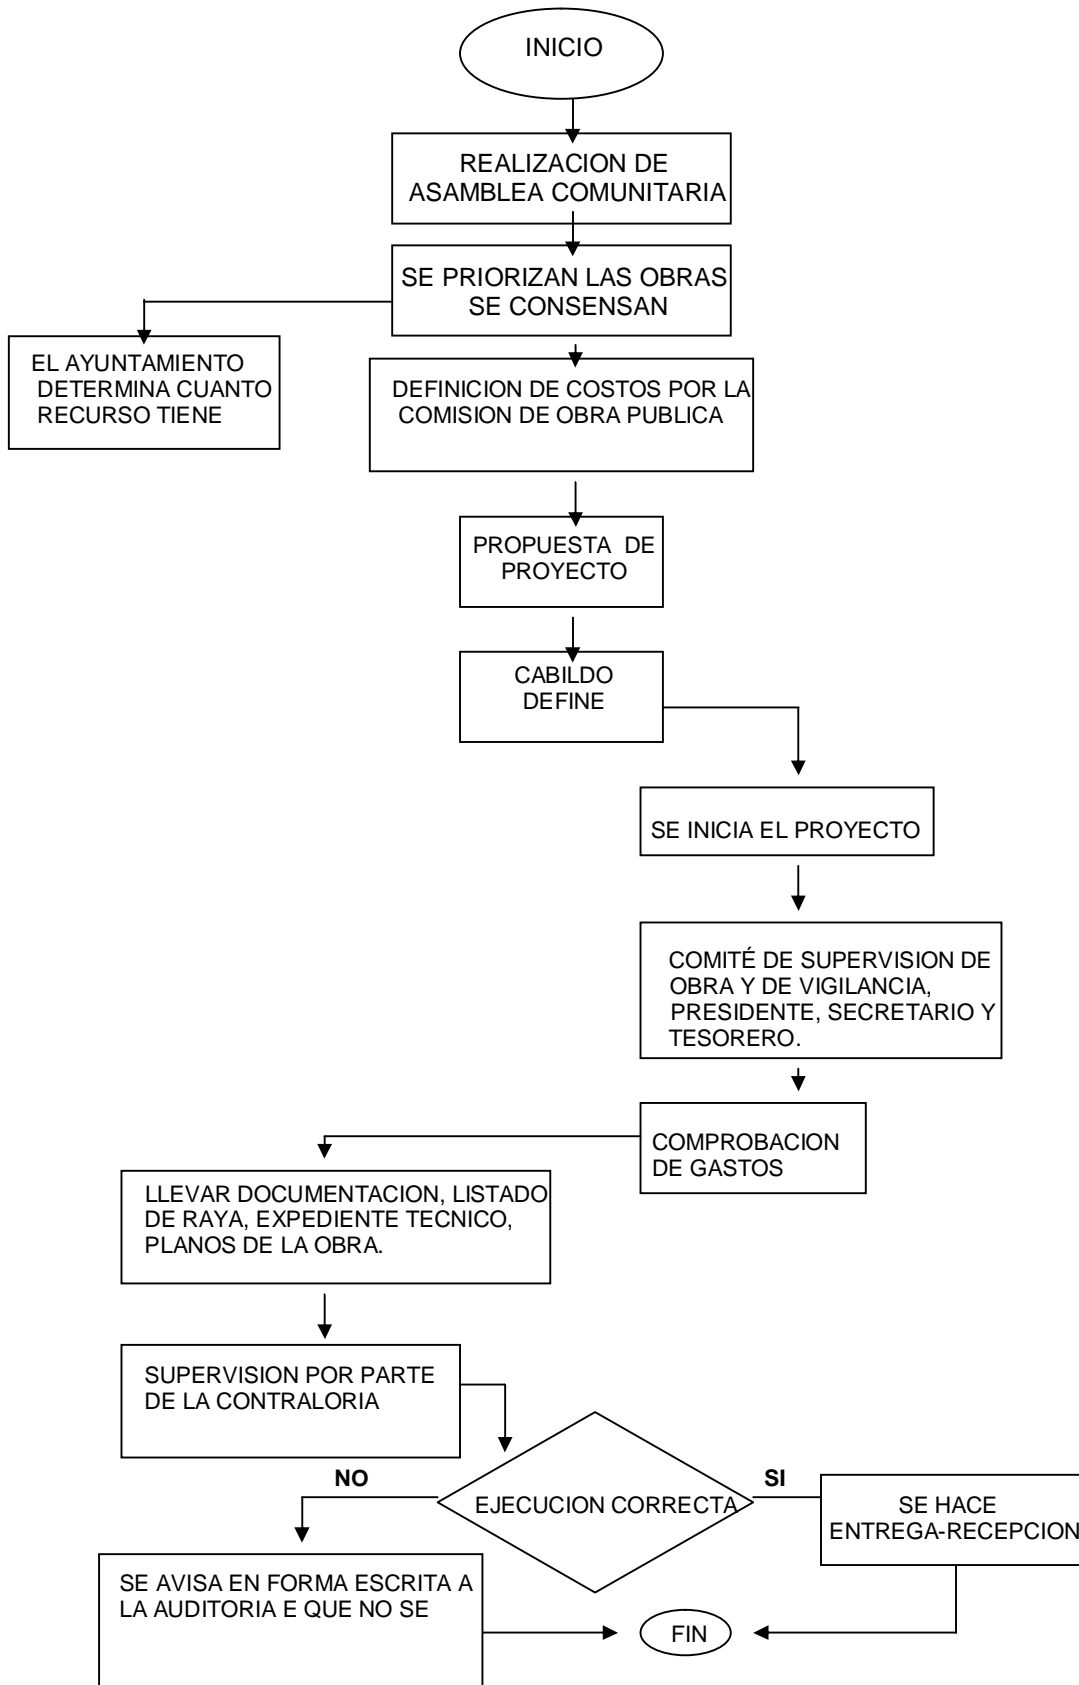 INICIO
REALIZACION DE
ASAMBLEA COMUNITARIA
SE PRIORIZAN LAS OBRAS
SE CONSENSAN
EL AYUNTAMIENTO
DETERMINA CUANTO
RECURSO TIENE
DEFINICION DE COSTOS POR LA
COMISION DE OBRA PUBLICA
PROPUESTA DE
PROYECTO
CABILDO
DEFINE
SE INICIA EL PROYECTO
COMITÉ DE SUPERVISION DE
OBRA Y DE VIGILANCIA,
PRESIDENTE, SECRETARIO Y
TESORERO.
COMPROBACION
DE GASTOS
LLEVAR DOCUMENTACION, LISTADO
DE RAYA, EXPEDIENTE TECNICO,
PLANOS DE LA OBRA.
SUPERVISION POR PARTE
DE LA CONTRALORIA
EJECUCION CORRECTA
NO
SI
SE HACE
ENTREGA-RECEPCION
SE AVISA EN FORMA ESCRITA A
LA AUDITORIA E QUE NO SE
FIN